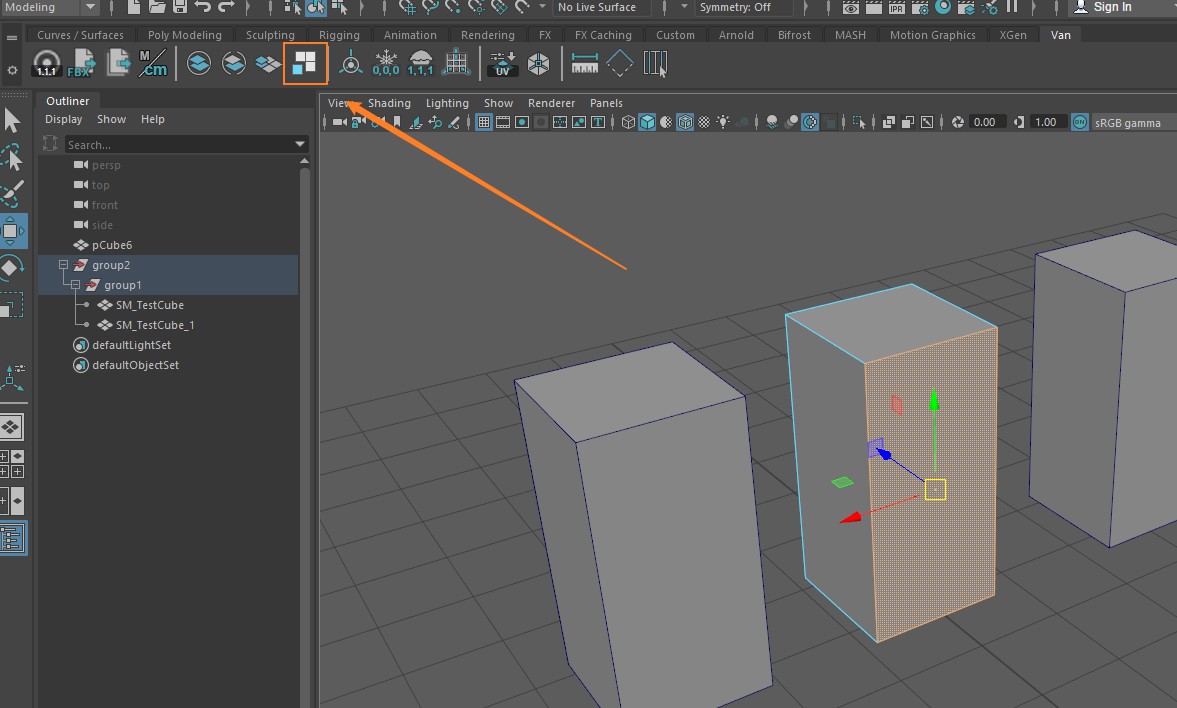 Modeling No Live Surface Symmetry: Off IPR Sign In
Curves / Surfaces Poly Modeling Sculpting Rigging Animation Rendering FX FX Caching Custom Arnold Bifrost MASH Motion Graphics XGen Van
1.1.1 FBX M/cm 0,0,0 1,1,1 UV
Outliner
Display Show Help
Search...
persp
top
front
side
pCube6
group2
group1
SM_TestCube
SM_TestCube_1
defaultLightSet
defaultObjectSet
View Shading Lighting Show Renderer Panels
0.00 1.00 ON sRGB gamma